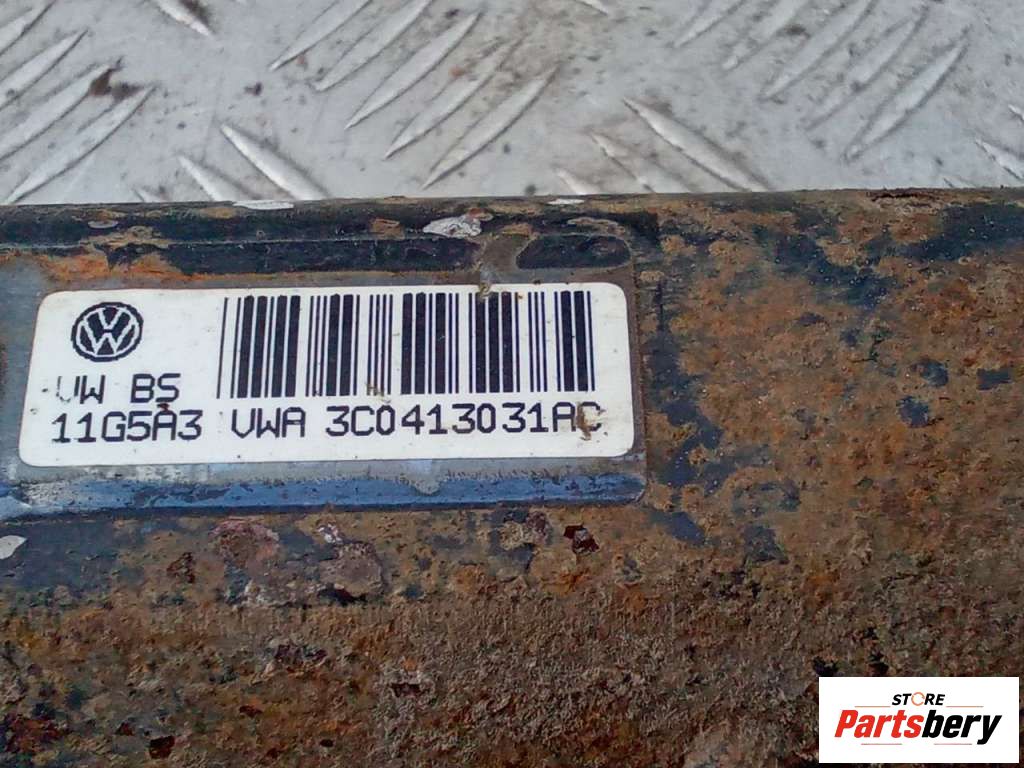 VW BS
11G5A3 VWA 3C0413031AC
STORE
Partsbery